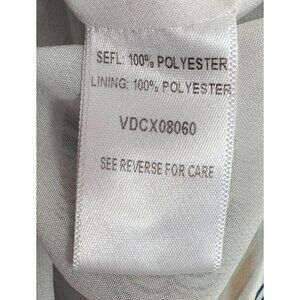 SEFL: 100% POLYESTER
LINING: 100% POLYESTER
VDCX08060
SEE REVERSE FOR CARE